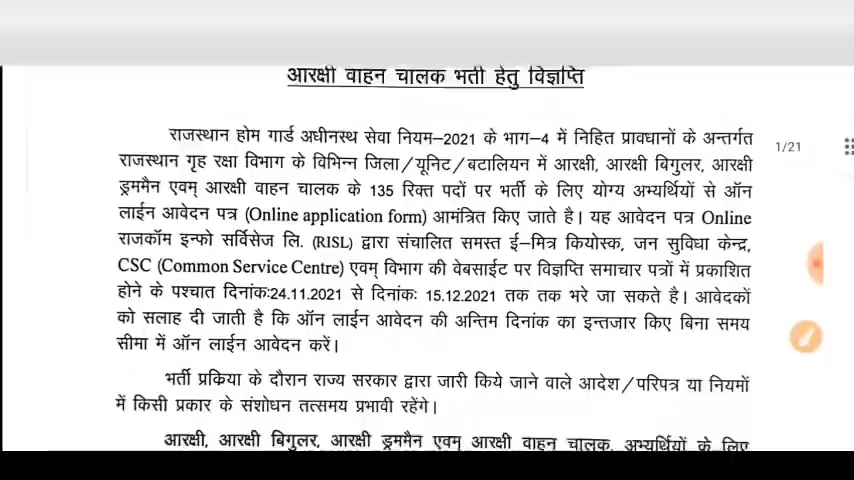 आरक्षी वाहन चालक भर्ती हेतु विज्ञप्ति
राजस्थान होम गार्ड अधीनस्थ सेवा नियम–2021 के भाग–4 में निहित प्रावधानों के अन्तर्गत
1/21
राजस्थान गृह रक्षा विभाग के विभिन्न जिला/यूनिट/बटालियन में आरक्षी, आरक्षी बिगुलर, आरक्षी
ड्रममैन एवम् आरक्षी वाहन चालक के 135 रिक्त पदों पर भर्ती के लिए योग्य अभ्यर्थियों से ऑन
लाईन आवेदन पत्र (Online application form) आमंत्रित किए जाते है। यह आवेदन पत्र Online
राजकॉम इन्फो सर्विसेज लि. (RISL) द्वारा संचालित समस्त ई–मित्र कियोस्क, जन सुविधा केन्द्र,
CSC (Common Service Centre) एवम् विभाग की वेबसाईट पर विज्ञप्ति समाचार पत्रों में प्रकाशित
होने के पश्चात दिनांक:24.11.2021 से दिनांक: 15.12.2021 तक तक भरे जा सकते है। आवेदकों
को सलाह दी जाती है कि ऑन लाईन आवेदन की अन्तिम दिनांक का इन्तजार किए बिना समय
सीमा में ऑन लाईन आवेदन करें।
भर्ती प्रकिया के दौरान राज्य सरकार द्वारा जारी किये जाने वाले आदेश/परिपत्र या नियमों
में किसी प्रकार के संशोधन तत्समय प्रभावी रहेंगे।
आरक्षी, आरक्षी बिगुलर, आरक्षी ड्रममैन एवम् आरक्षी वाहन चालक, अभ्यर्थियों के लिए